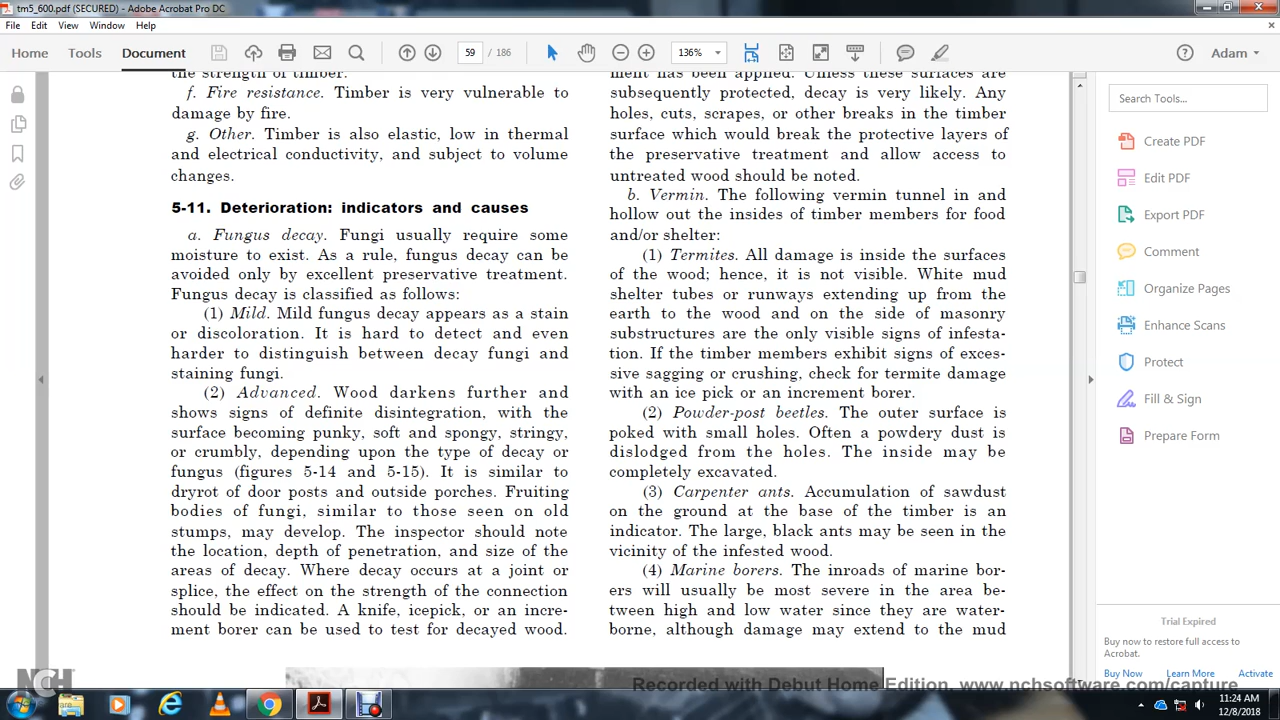 tm5_600.pdf (SECURED) - Adobe Acrobat Pro DC
File Edit View Window Help
Home Tools Document 59 / 186 136% Adam
the strength of timber.
f. Fire resistance. Timber is very vulnerable to
damage by fire.
g. Other. Timber is also elastic, low in thermal
and electrical conductivity, and subject to volume
changes.
5-11. Deterioration: indicators and causes
a. Fungus decay. Fungi usually require some
moisture to exist. As a rule, fungus decay can be
avoided only by excellent preservative treatment.
Fungus decay is classified as follows:
(1) Mild. Mild fungus decay appears as a stain
or discoloration. It is hard to detect and even
harder to distinguish between decay fungi and
staining fungi.
(2) Advanced. Wood darkens further and
shows signs of definite disintegration, with the
surface becoming punky, soft and spongy, stringy,
or crumbly, depending upon the type of decay or
fungus (figures 5-14 and 5-15). It is similar to
dryrot of door posts and outside porches. Fruiting
bodies of fungi, similar to those seen on old
stumps, may develop. The inspector should note
the location, depth of penetration, and size of the
areas of decay. Where decay occurs at a joint or
splice, the effect on the strength of the connection
should be indicated. A knife, icepick, or an incre-
ment borer can be used to test for decayed wood.
ment has been applied. Unless these surfaces are
subsequently protected, decay is very likely. Any
holes, cuts, scrapes, or other breaks in the timber
surface which would break the protective layers of
the preservative treatment and allow access to
untreated wood should be noted.
b. Vermin. The following vermin tunnel in and
hollow out the insides of timber members for food
and/or shelter:
(1) Termites. All damage is inside the surfaces
of the wood; hence, it is not visible. White mud
shelter tubes or runways extending up from the
earth to the wood and on the side of masonry
substructures are the only visible signs of infesta-
tion. If the timber members exhibit signs of exces-
sive sagging or crushing, check for termite damage
with an ice pick or an increment borer.
(2) Powder-post beetles. The outer surface is
poked with small holes. Often a powdery dust is
dislodged from the holes. The inside may be
completely excavated.
(3) Carpenter ants. Accumulation of sawdust
on the ground at the base of the timber is an
indicator. The large, black ants may be seen in the
vicinity of the infested wood.
(4) Marine borers. The inroads of marine bor-
ers will usually be most severe in the area be-
tween high and low water since they are water-
borne, although damage may extend to the mud
Search Tools...
Create PDF
Edit PDF
Export PDF
Comment
Organize Pages
Enhance Scans
Protect
Fill & Sign
Prepare Form
Trial Expired
Buy now to restore full access to
Acrobat.
Buy Now Learn More Activate
NCH
Recorded with Debut Home Edition. www.nchsoftware.com/capture
11:24 AM
12/8/2018